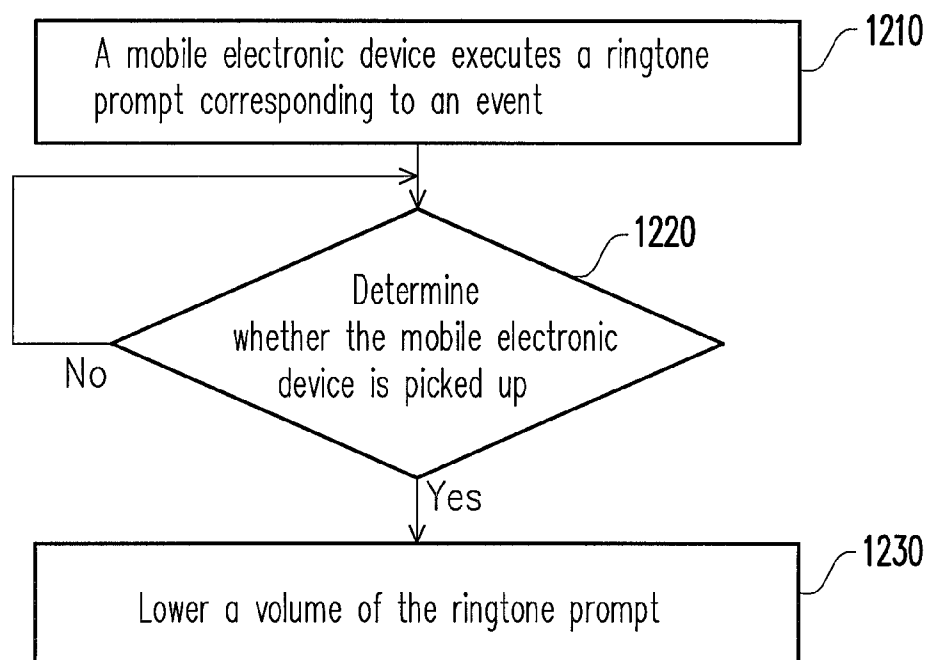 A mobile electronic device executes a ringtone
prompt corresponding to an event
1210
Determine
whether the mobile electronic
device is picked up
1220
No
Yes
Lower a volume of the ringtone prompt
1230